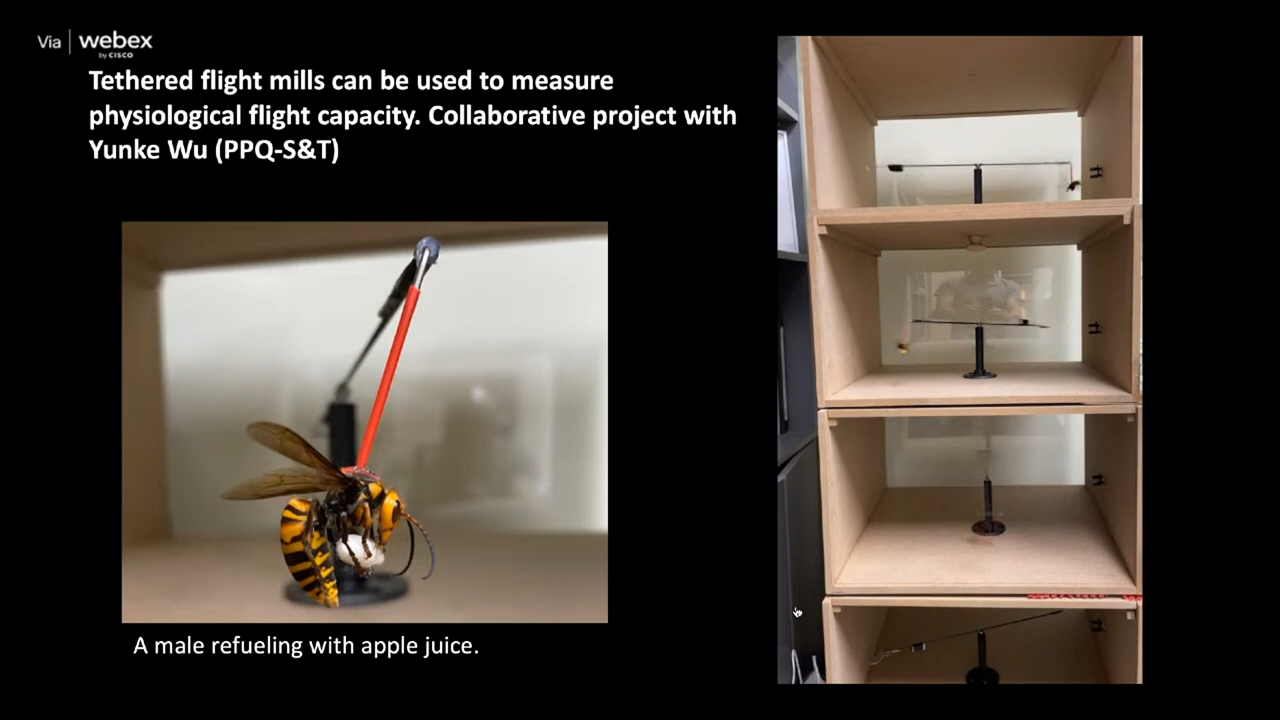 Via | webex
by CISCO
Tethered flight mills can be used to measure
physiological flight capacity. Collaborative project with
Yunke Wu (PPQ-S&T)
A male refueling with apple juice.